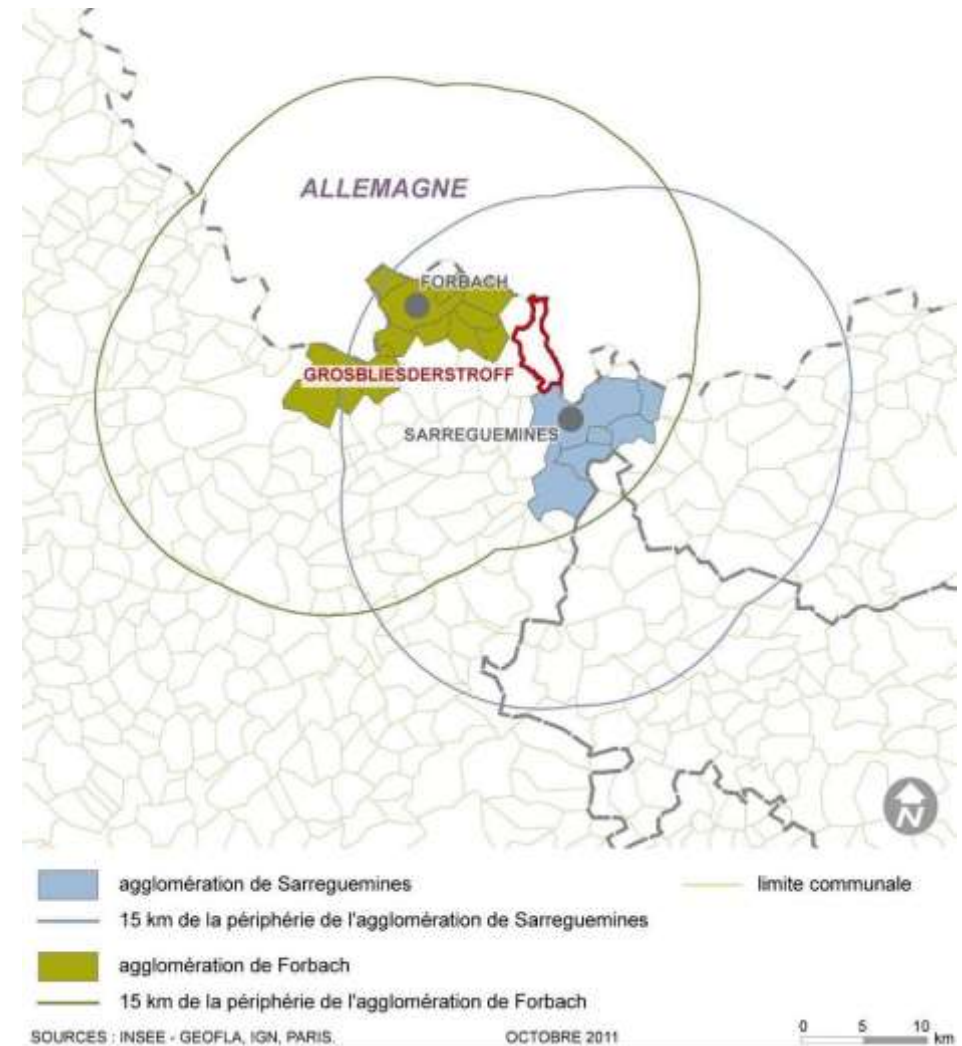 ALLEMAGNE
FORBACH
GROSBLIESDERSTROFF
SARREGUEMINES
N
agglomération de Sarreguemines
limite communale
15 km de la périphérie de l'agglomération de Sarreguemines
agglomération de Forbach
15 km de la périphérie de l'agglomération de Forbach
SOURCES : INSEE - GEOFLA, IGN, PARIS.
OCTOBRE 2011
0 5 10
km